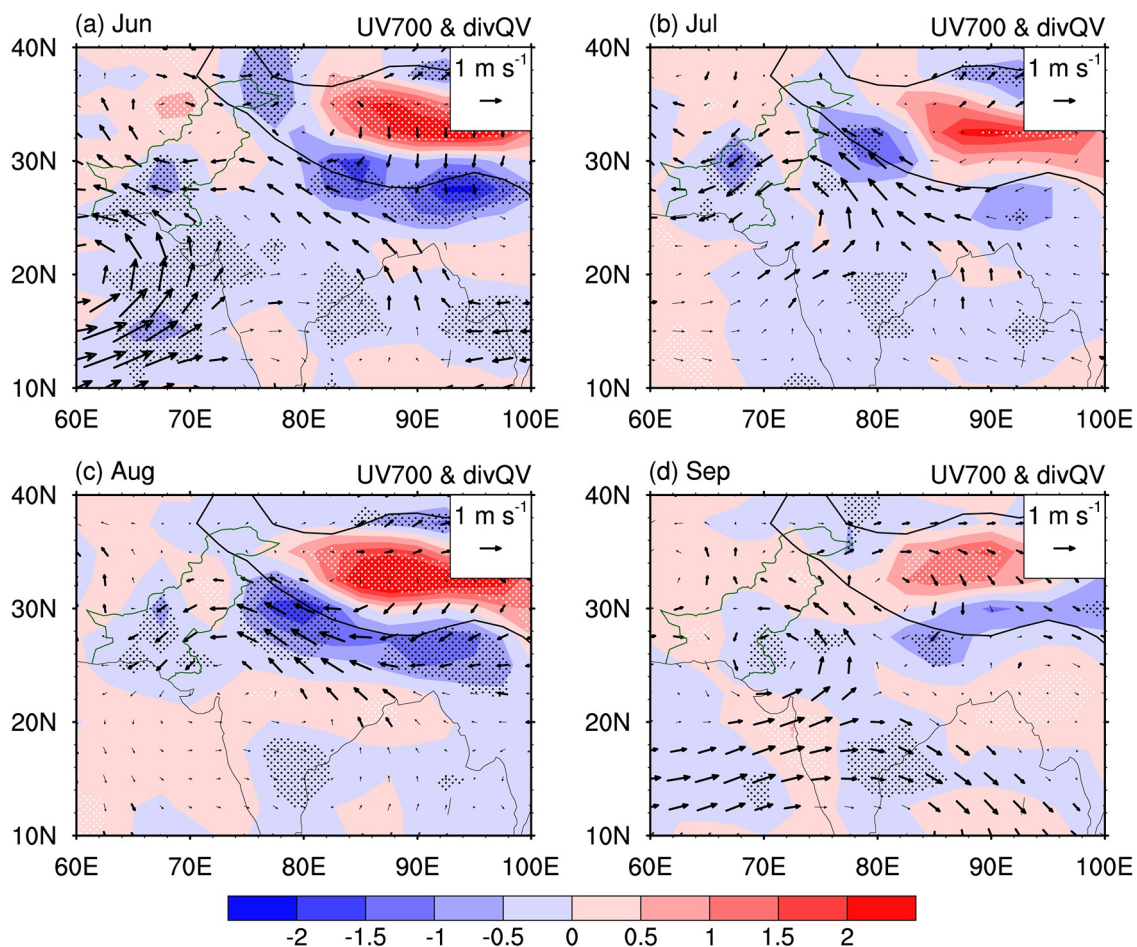 (a) Jun UV700 & divQV
1 m s⁻¹
40N
30N
20N
10N
60E 70E 80E 90E 100E
(b) Jul UV700 & divQV
1 m s⁻¹
40N
30N
20N
10N
60E 70E 80E 90E 100E
(c) Aug UV700 & divQV
1 m s⁻¹
40N
30N
20N
10N
60E 70E 80E 90E 100E
(d) Sep UV700 & divQV
1 m s⁻¹
40N
30N
20N
10N
60E 70E 80E 90E 100E
-2 -1.5 -1 -0.5 0 0.5 1 1.5 2